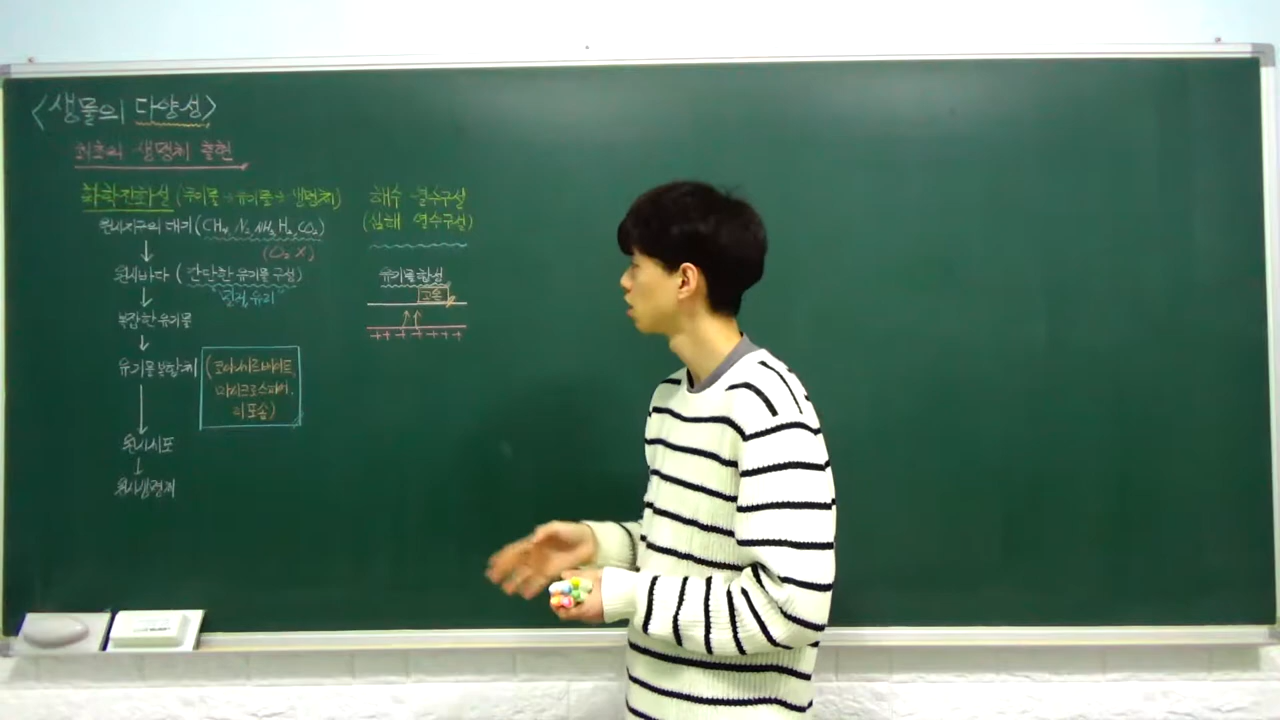 <생물의 다양성>
최초의 생명체 출현
화학진화설 (무기물→유기물→생명체)
원시지구의 대기 (CH₄, N₂, NH₃, H₂, CO₂)
(O₂ X)
원시바다 (간단한 유기물 구성)
밀러, 유리
복잡한 유기물
유기물 복합체 (코아세르베이트,
마이크로스피어,
리포솜)
원시세포
원시생명체
해수 열수구설
(심해 열수구설)
유기물합성
고온
++ + + + + +